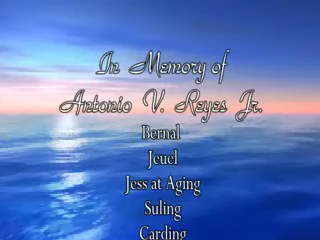 In Memory of
Antonio V. Reyes Jr.
Bernal
Jeuel
Jess at Aging
Suling
Carding